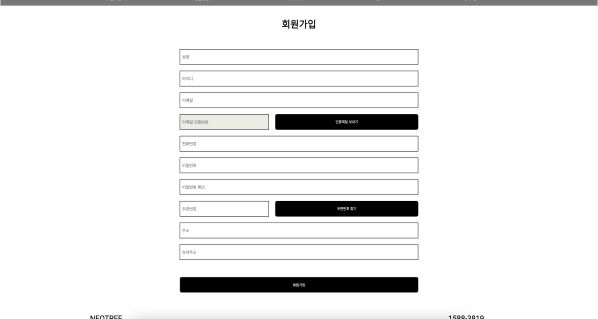 회원가입
성명
아이디
이메일
이메일 인증번호
인증메일 보내기
전화번호
비밀번호
비밀번호 확인
우편번호
우편번호 찾기
주소
상세주소
회원가입
NEOTREE
1588-3819